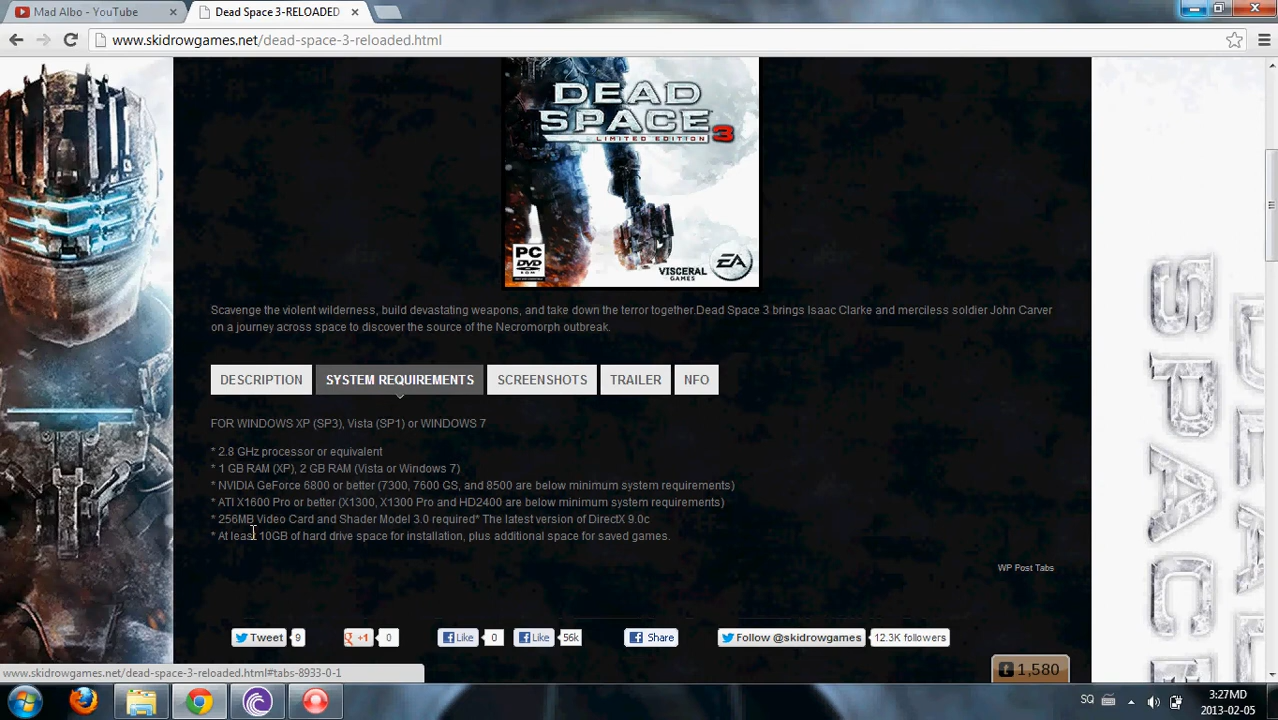 Mad Albo - YouTube
Dead Space 3-RELOADED
www.skidrowgames.net/dead-space-3-reloaded.html
DEAD
SPACE 3
LIMITED EDITION
PC
DVD
ROM
VISCERAL
GAMES
EA
Scavenge the violent wilderness, build devastating weapons, and take down the terror together.Dead Space 3 brings Isaac Clarke and merciless soldier John Carver
on a journey across space to discover the source of the Necromorph outbreak.
DESCRIPTION
SYSTEM REQUIREMENTS
SCREENSHOTS
TRAILER
NFO
FOR WINDOWS XP (SP3), Vista (SP1) or WINDOWS 7
* 2.8 GHz processor or equivalent
* 1 GB RAM (XP), 2 GB RAM (Vista or Windows 7)
* NVIDIA GeForce 6800 or better (7300, 7600 GS, and 8500 are below minimum system requirements)
* ATI X1600 Pro or better (X1300, X1300 Pro and HD2400 are below minimum system requirements)
* 256MB Video Card and Shader Model 3.0 required* The latest version of DirectX 9.0c
* At least 10GB of hard drive space for installation, plus additional space for saved games.
WP Post Tabs
Tweet 9
+1 0
Like 0
Like 56k
Share
Follow @skidrowgames 12.3K followers
1,580
www.skidrowgames.net/dead-space-3-reloaded.html#tabs-8933-0-1
SPACE
DEAD
SQ
3:27MD
2013-02-05